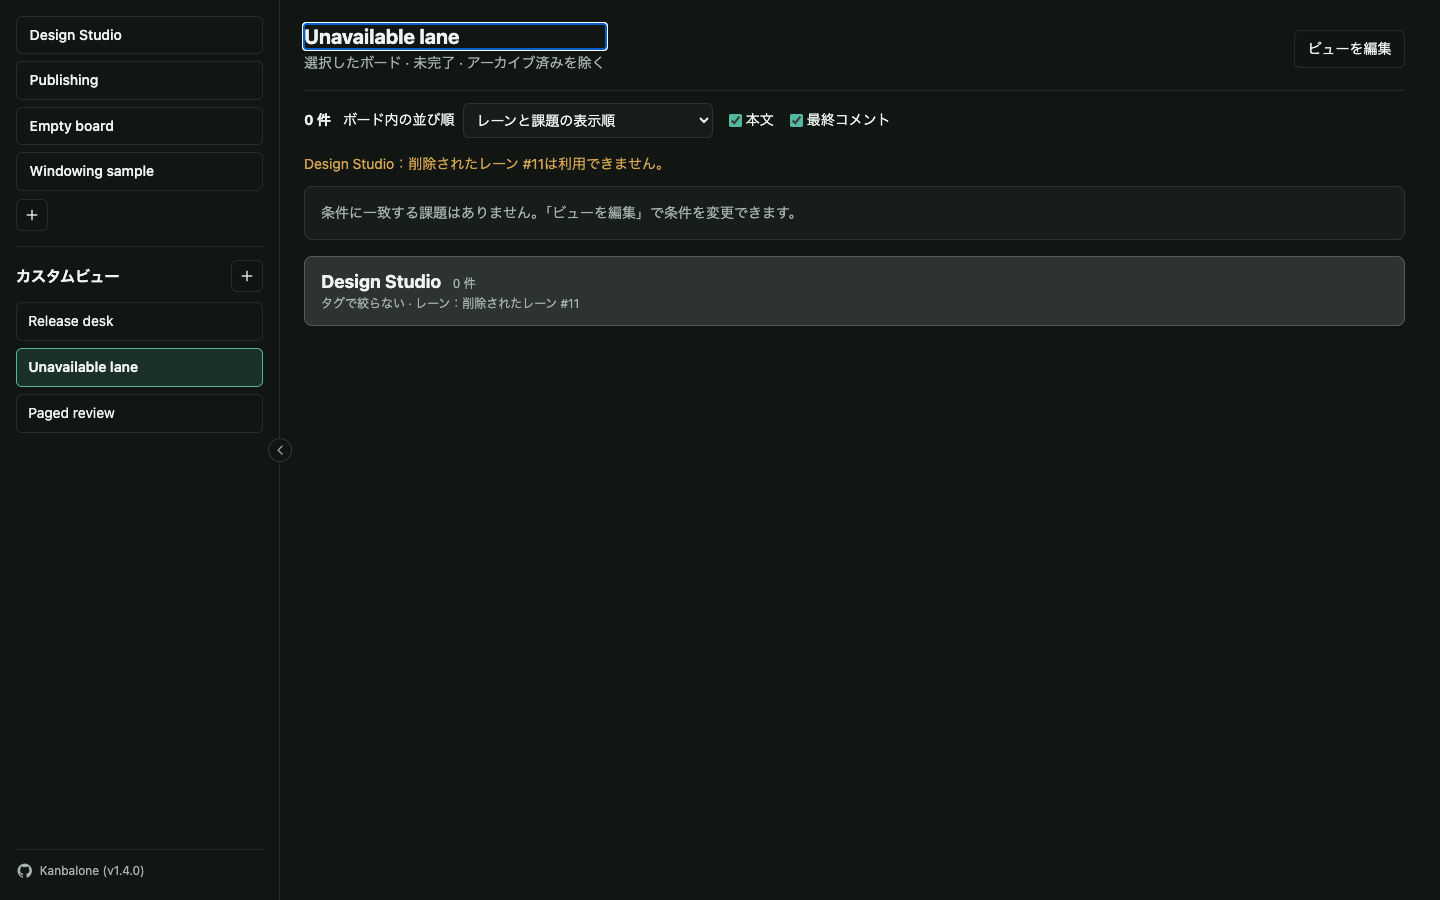 Design Studio
Publishing
Empty board
Windowing sample
カスタムビュー
Release desk
Unavailable lane
Paged review
Kanbalone (v1.4.0)
Unavailable lane
選択したボード · 未完了 · アーカイブ済みを除く
ビューを編集
0 件 ボード内の並び順 レーンと課題の表示順 本文 最終コメント
Design Studio：削除されたレーン #11は利用できません。
条件に一致する課題はありません。「ビューを編集」で条件を変更できます。
Design Studio 0 件
タグで絞らない · レーン：削除されたレーン #11